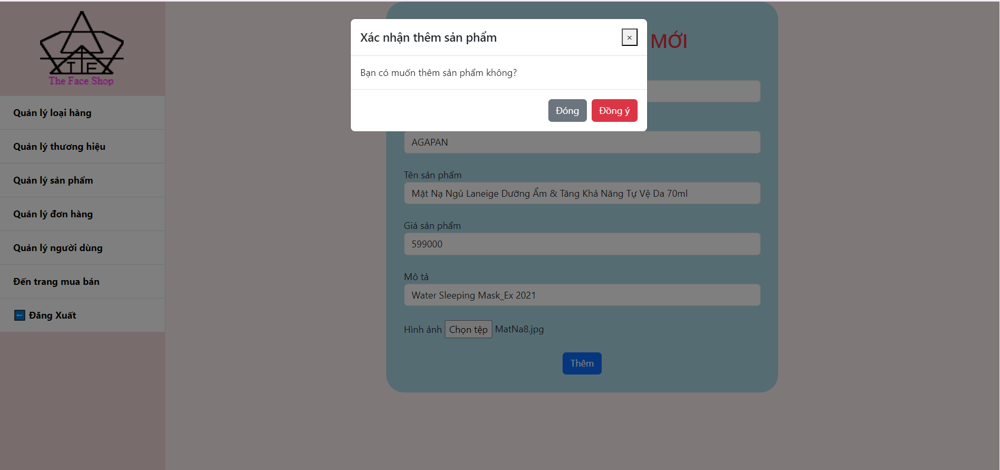 TF
The Face Shop
Quản lý loại hàng
Quản lý thương hiệu
Quản lý sản phẩm
Quản lý đơn hàng
Quản lý người dùng
Đến trang mua bán
← Đăng Xuất
Xác nhận thêm sản phẩm ×
Bạn có muốn thêm sản phẩm không?
Đóng Đồng ý
MỚI
AGAPAN
Tên sản phẩm
Mặt Nạ Ngủ Laneige Dưỡng Ẩm & Tăng Khả Năng Tự Vệ Da 70ml
Giá sản phẩm
599000
Mô tả
Water Sleeping Mask_Ex 2021
Hình ảnh Chọn tệp MatNa8.jpg
Thêm